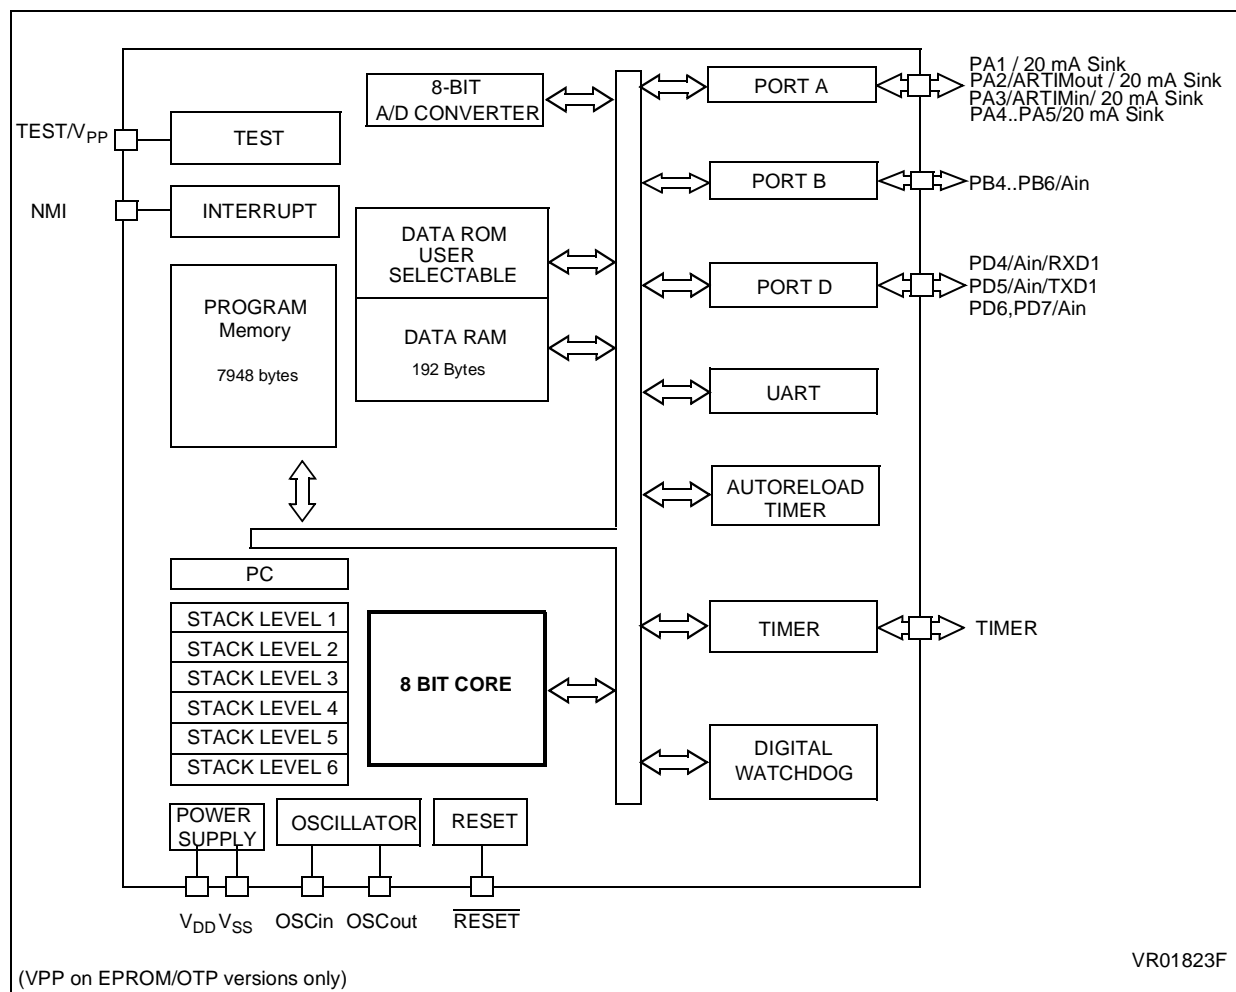 8-BIT
A/D CONVERTER
PORT A
PA1 / 20 mA Sink
PA2/ARTIMout / 20 mA Sink
PA3/ARTIMin/ 20 mA Sink
PA4..PA5/20 mA Sink
TEST/VPP
TEST
PORT B
PB4..PB6/Ain
NMI
INTERRUPT
DATA ROM
USER
SELECTABLE
PORT D
PD4/Ain/RXD1
PD5/Ain/TXD1
PD6,PD7/Ain
PROGRAM
Memory
7948 bytes
DATA RAM
192 Bytes
UART
AUTORELOAD
TIMER
PC
STACK LEVEL 1
STACK LEVEL 2
STACK LEVEL 3
STACK LEVEL 4
STACK LEVEL 5
STACK LEVEL 6
8 BIT CORE
TIMER
TIMER
DIGITAL
WATCHDOG
POWER
SUPPLY
OSCILLATOR
RESET
VDD VSS
OSCin
OSCout
RESET
VR01823F
(VPP on EPROM/OTP versions only)